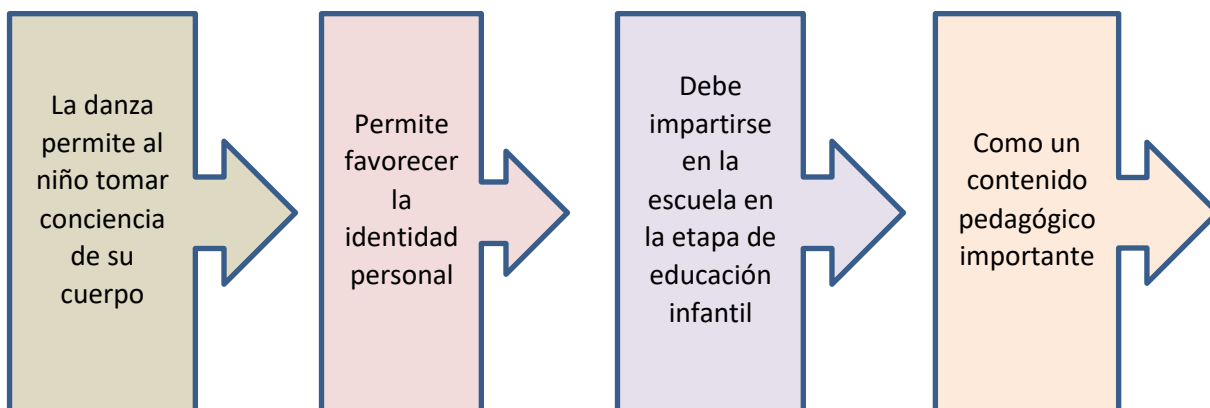 La danza
permite al
niño tomar
conciencia
de su
cuerpo
Permite
favorecer
la
identidad
personal
Debe
impartirse
en la
escuela en
la etapa de
educación
infantil
Como un
contenido
pedagógico
importante